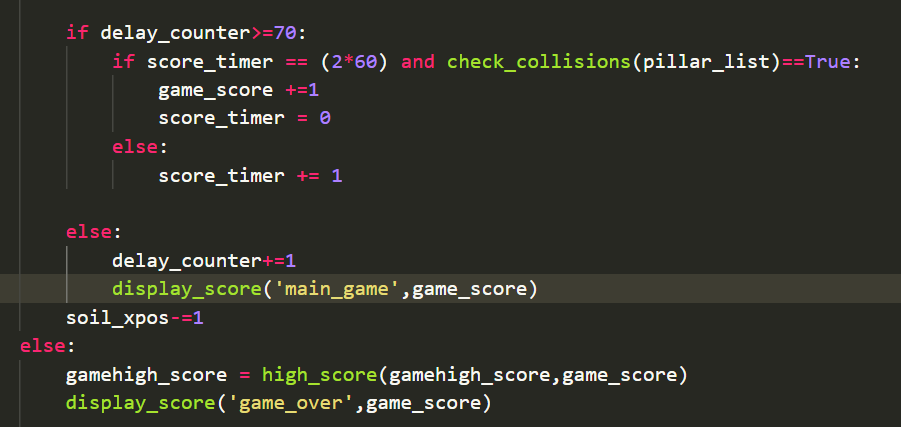 if delay_counter>=70:
if score_timer == (2*60) and check_collisions(pillar_list)==True:
game_score +=1
score_timer = 0
else:
score_timer += 1
else:
delay_counter+=1
display_score('main_game',game_score)
soil_xpos-=1
else:
gamehigh_score = high_score(gamehigh_score,game_score)
display_score('game_over',game_score)